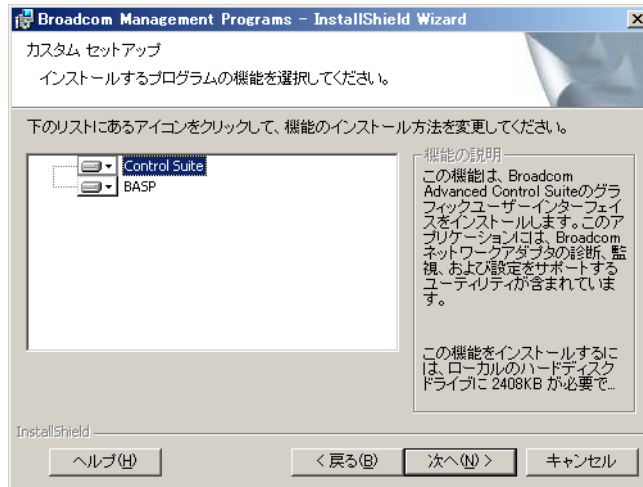 Broadcom Management Programs - InstallShield Wizard
カスタム セットアップ
インストールするプログラムの機能を選択してください。
下のリストにあるアイコンをクリックして、機能のインストール方法を変更してください。
Control Suite
BASP
機能の説明
この機能は、Broadcom
Advanced Control Suiteのグラ
フィックユーザーインターフェイ
スをインストールします。このア
プリケーションには、Broadcom
ネットワークアダプタの診断、監
視、および設定をサポートする
ユーティリティが含まれていま
す。
この機能をインストールするに
は、ローカルのハードディスク
ドライブに 2408KB が必要で...
InstallShield
ヘルプ(H)
< 戻る(B)
次へ(N) >
キャンセル